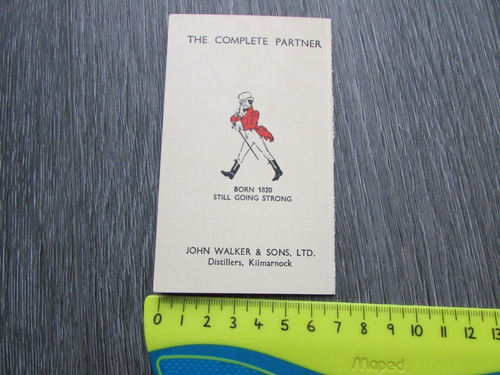 THE COMPLETE PARTNER
BORN 1820
STILL GOING STRONG
JOHN WALKER & SONS, LTD.
Distillers, Kilmarnock
0 1 2 3 4 5 6 7 8 9 10 11 12 13
Maped